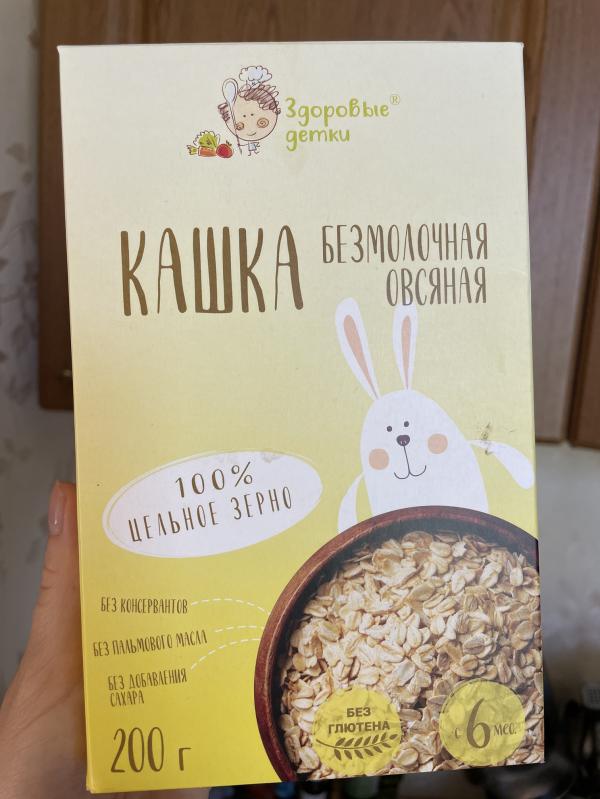 Здоровые®
детки
КАШКА
БЕЗМОЛОЧНАЯ
ОВСЯНАЯ
100%
ЦЕЛЬНОЕ ЗЕРНО
БЕЗ КОНСЕРВАНТОВ
БЕЗ ПАЛЬМОВОГО МАСЛА
БЕЗ ДОБАВЛЕНИЯ
САХАРА
200 г
БЕЗ
ГЛЮТЕНА
с 6 мес.